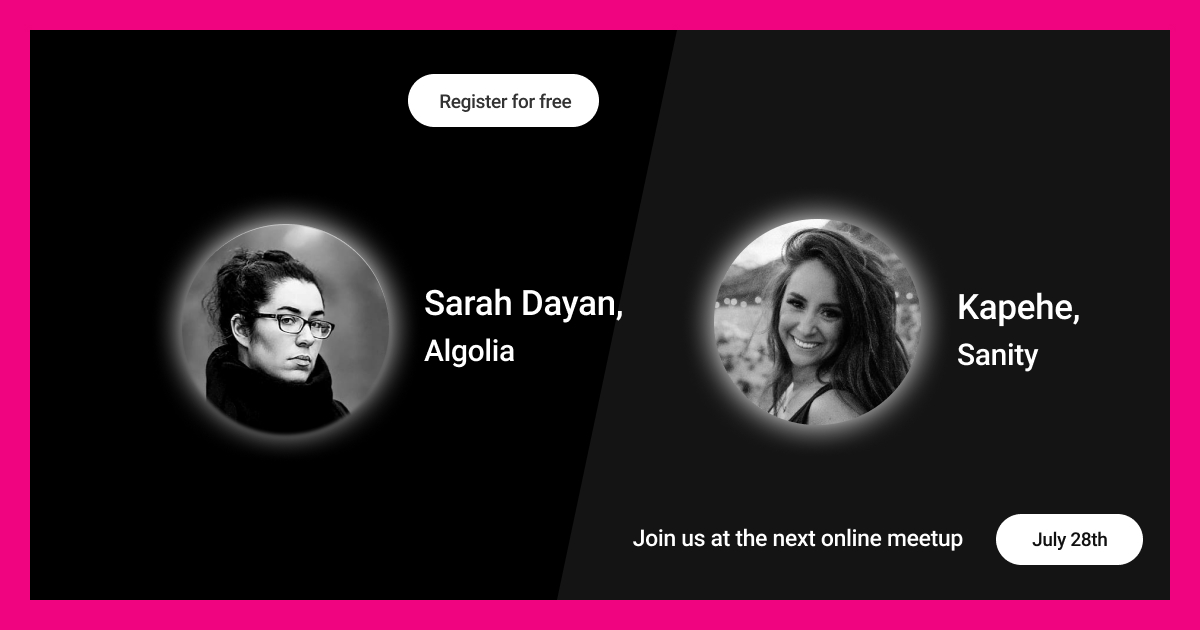 Register for free
Sarah Dayan,
Algolia
Kapehe,
Sanity
Join us at the next online meetup
July 28th